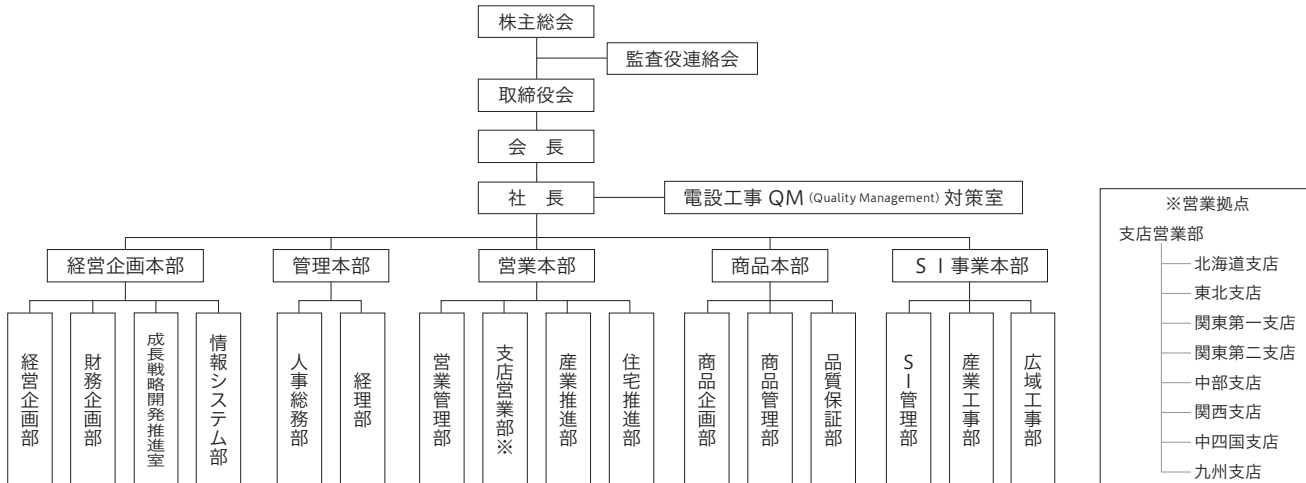 株主総会
監査役連絡会
取締役会
会　長
社　長
電設工事 QM (Quality Management) 対策室
経営企画本部
管理本部
営業本部
商品本部
ＳＩ事業本部
経営企画部
財務企画部
成長戦略開発推進室
情報システム部
人事総務部
経理部
営業管理部
支店営業部※
産業推進部
住宅推進部
商品企画部
商品管理部
品質保証部
SI管理部
産業工事部
広域工事部
※営業拠点
支店営業部
北海道支店
東北支店
関東第一支店
関東第二支店
中部支店
関西支店
中四国支店
九州支店